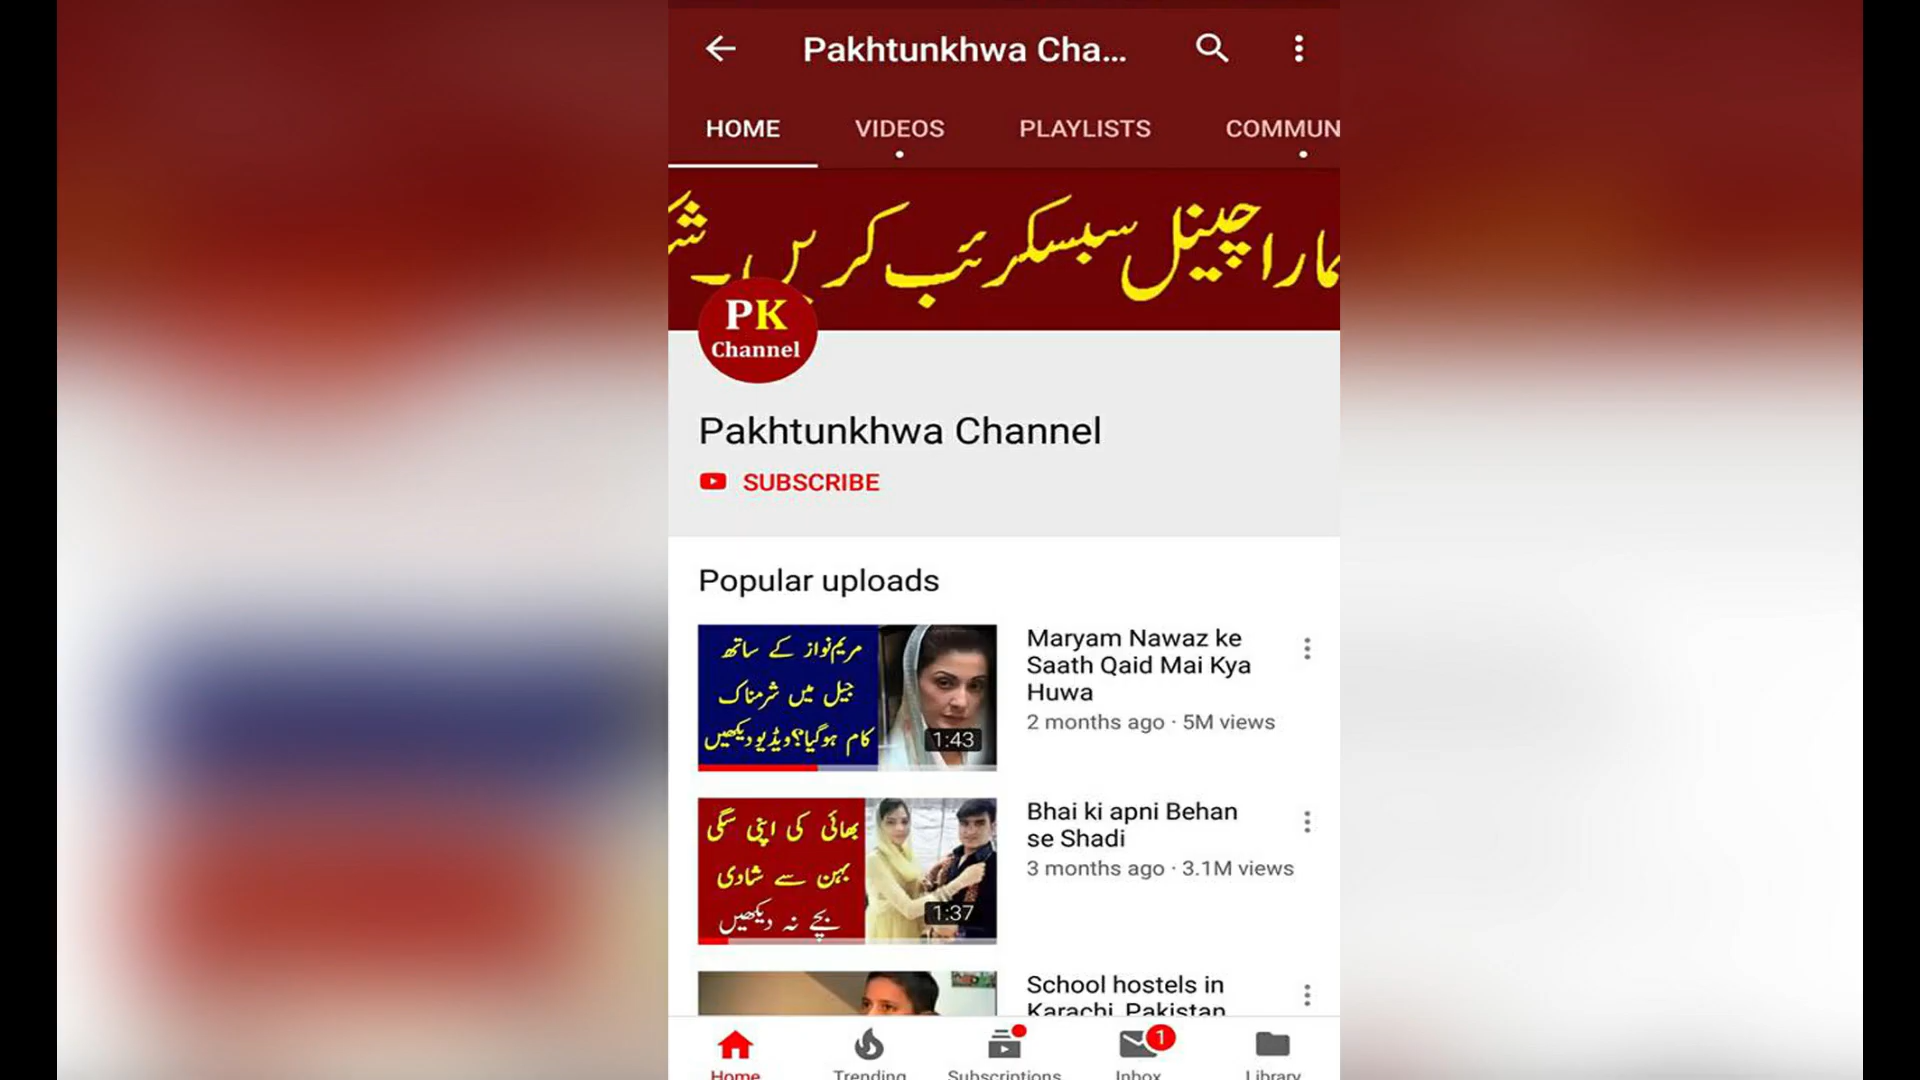 Pakhtunkhwa Cha...
HOME VIDEOS PLAYLISTS COMMUN
ہمارا چینل سبسکرئب کریں۔ شک
PK
Channel
Pakhtunkhwa Channel
SUBSCRIBE
Popular uploads
مریم نواز کے ساتھ
جیل میں شرمناک
کام ہوگیا؟ ویڈیو دیکھیں
1:43
Maryam Nawaz ke
Saath Qaid Mai Kya
Huwa
2 months ago · 5M views
بھائی کی اپنی سگی
بہن سے شادی
بچے نہ دیکھیں
1:37
Bhai ki apni Behan
se Shadi
3 months ago · 3.1M views
School hostels in
Karachi, Pakistan
1
Home Trending Subscriptions Inbox Library